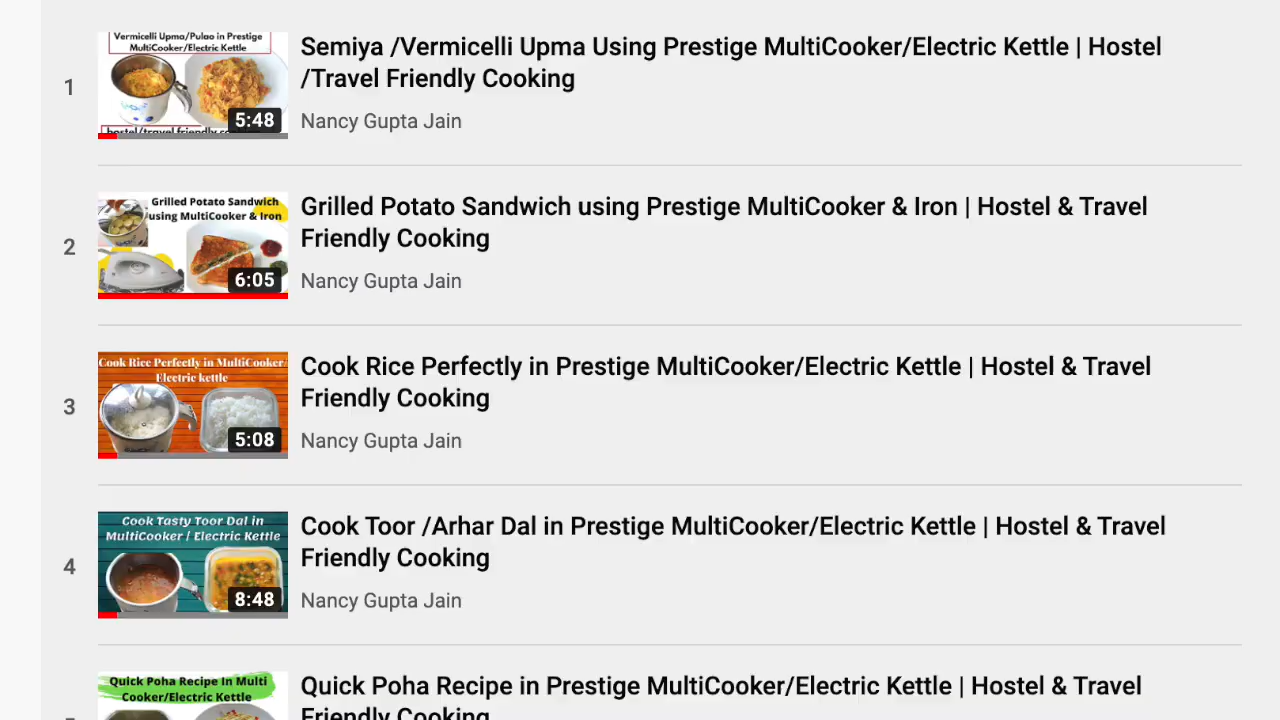 1
Vermicelli Upma/Pulao in Prestige
MultiCooker/Electric Kettle
hostel/travel friendly
5:48
Semiya /Vermicelli Upma Using Prestige MultiCooker/Electric Kettle | Hostel
/Travel Friendly Cooking
Nancy Gupta Jain
2
Grilled Potato Sandwich
using MultiCooker & Iron
6:05
Grilled Potato Sandwich using Prestige MultiCooker & Iron | Hostel & Travel
Friendly Cooking
Nancy Gupta Jain
3
Cook Rice Perfectly in MultiCooker
Electric kettle
5:08
Cook Rice Perfectly in Prestige MultiCooker/Electric Kettle | Hostel & Travel
Friendly Cooking
Nancy Gupta Jain
4
Cook Tasty Toor Dal in
MultiCooker / Electric Kettle
8:48
Cook Toor /Arhar Dal in Prestige MultiCooker/Electric Kettle | Hostel & Travel
Friendly Cooking
Nancy Gupta Jain
Quick Poha Recipe In Multi
Cooker/Electric Kettle
Quick Poha Recipe in Prestige MultiCooker/Electric Kettle | Hostel & Travel
Friendly Cooking